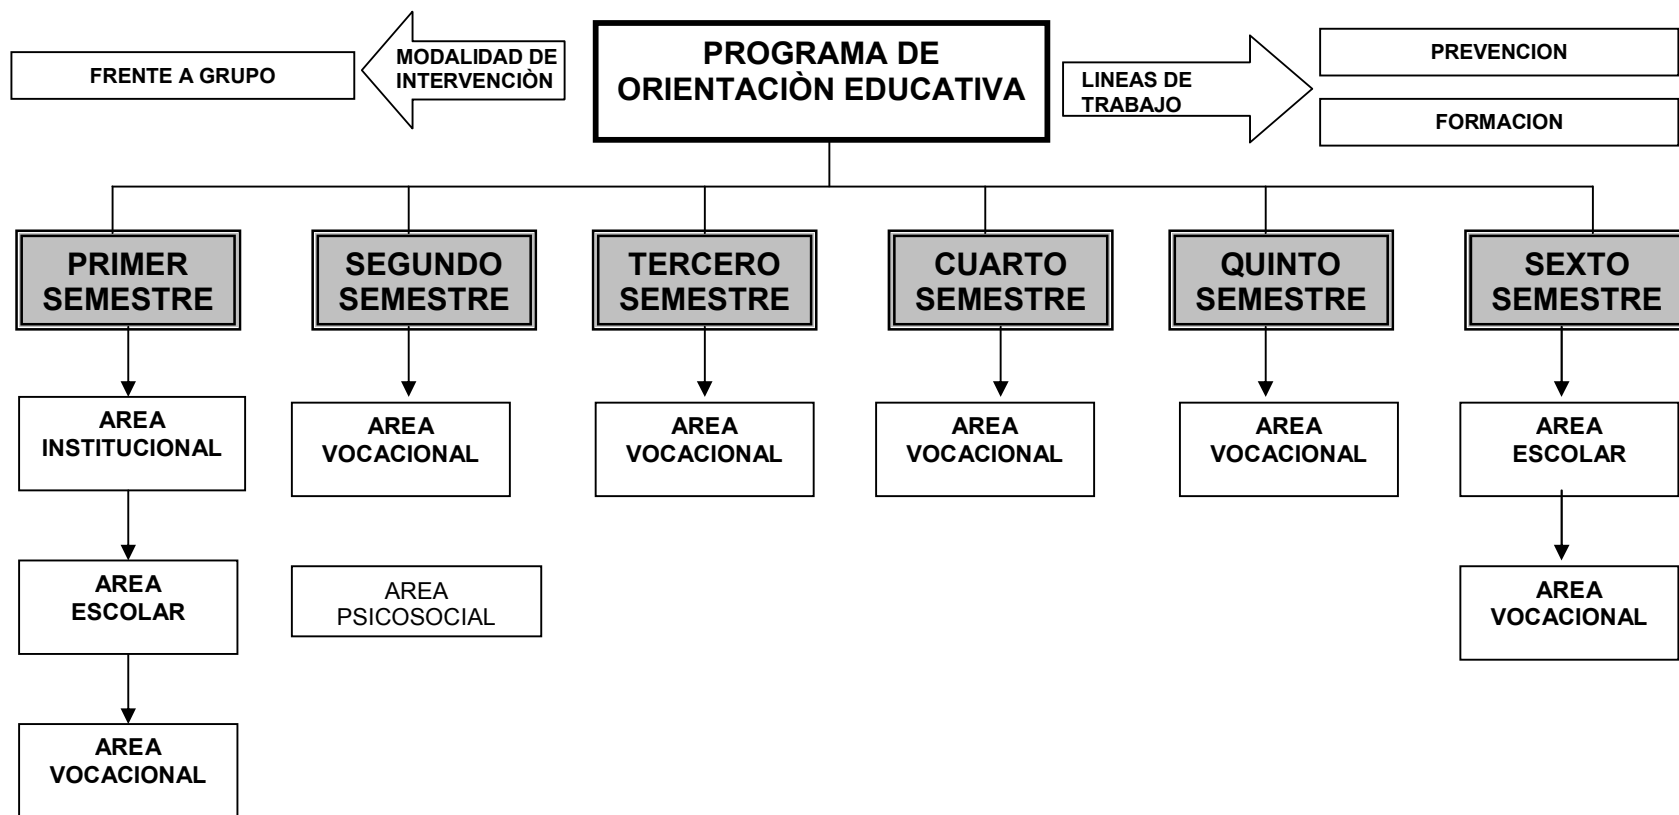 PROGRAMA DE
ORIENTACIÒN EDUCATIVA
MODALIDAD DE
INTERVENCIÒN
FRENTE A GRUPO
LINEAS DE
TRABAJO
PREVENCION
FORMACION
PRIMER
SEMESTRE
SEGUNDO
SEMESTRE
TERCERO
SEMESTRE
CUARTO
SEMESTRE
QUINTO
SEMESTRE
SEXTO
SEMESTRE
AREA
INSTITUCIONAL
AREA
VOCACIONAL
AREA
VOCACIONAL
AREA
VOCACIONAL
AREA
VOCACIONAL
AREA
ESCOLAR
AREA
ESCOLAR
AREA
PSICOSOCIAL
AREA
VOCACIONAL
AREA
VOCACIONAL